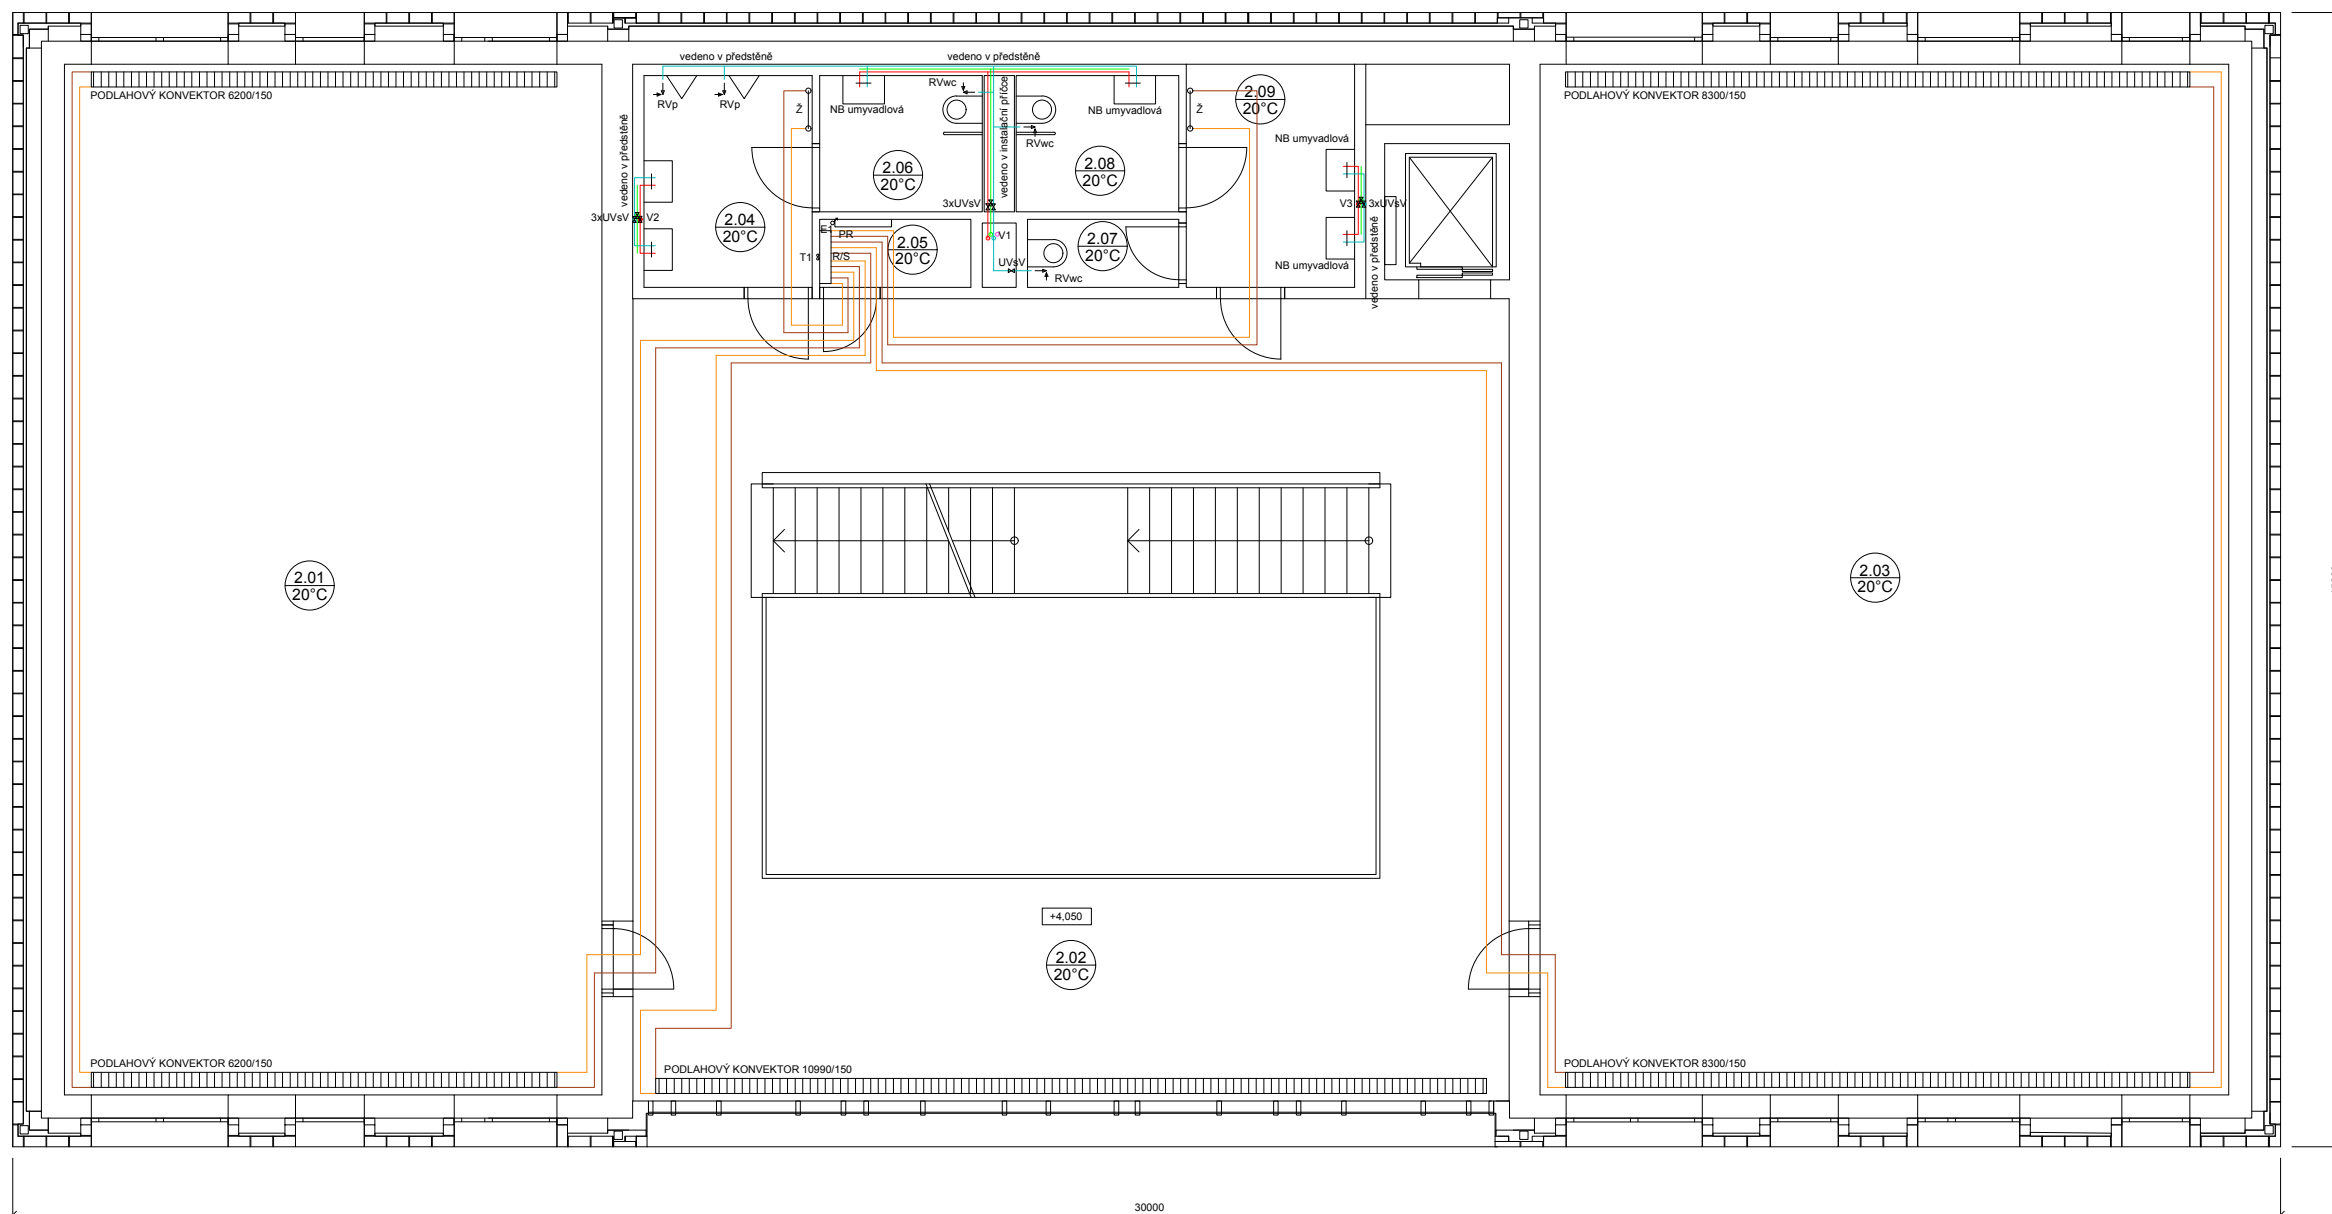 vedeno v předstěně
vedeno v předstěně
PODLAHOVÝ KONVEKTOR 6200/150
RVp
RVp
Ž
NB umyvadlová
RVwc
vedeno v instalační příčce
RVwc
NB umyvadlová
Ž
2.09
20°C
PODLAHOVÝ KONVEKTOR 8300/150
vedeno v předstěně
NB umyvadlová
2.06
20°C
2.08
20°C
3xUVsV
V2
3xUVsV
V3
3xUVsV
2.04
20°C
E1
PR
T1
R/S
2.05
20°C
V1
UVsV
RVwc
2.07
20°C
NB umyvadlová
vedeno v předstěně
2.01
20°C
2.03
20°C
+4,050
2.02
20°C
PODLAHOVÝ KONVEKTOR 6200/150
PODLAHOVÝ KONVEKTOR 10990/150
PODLAHOVÝ KONVEKTOR 8300/150
30000